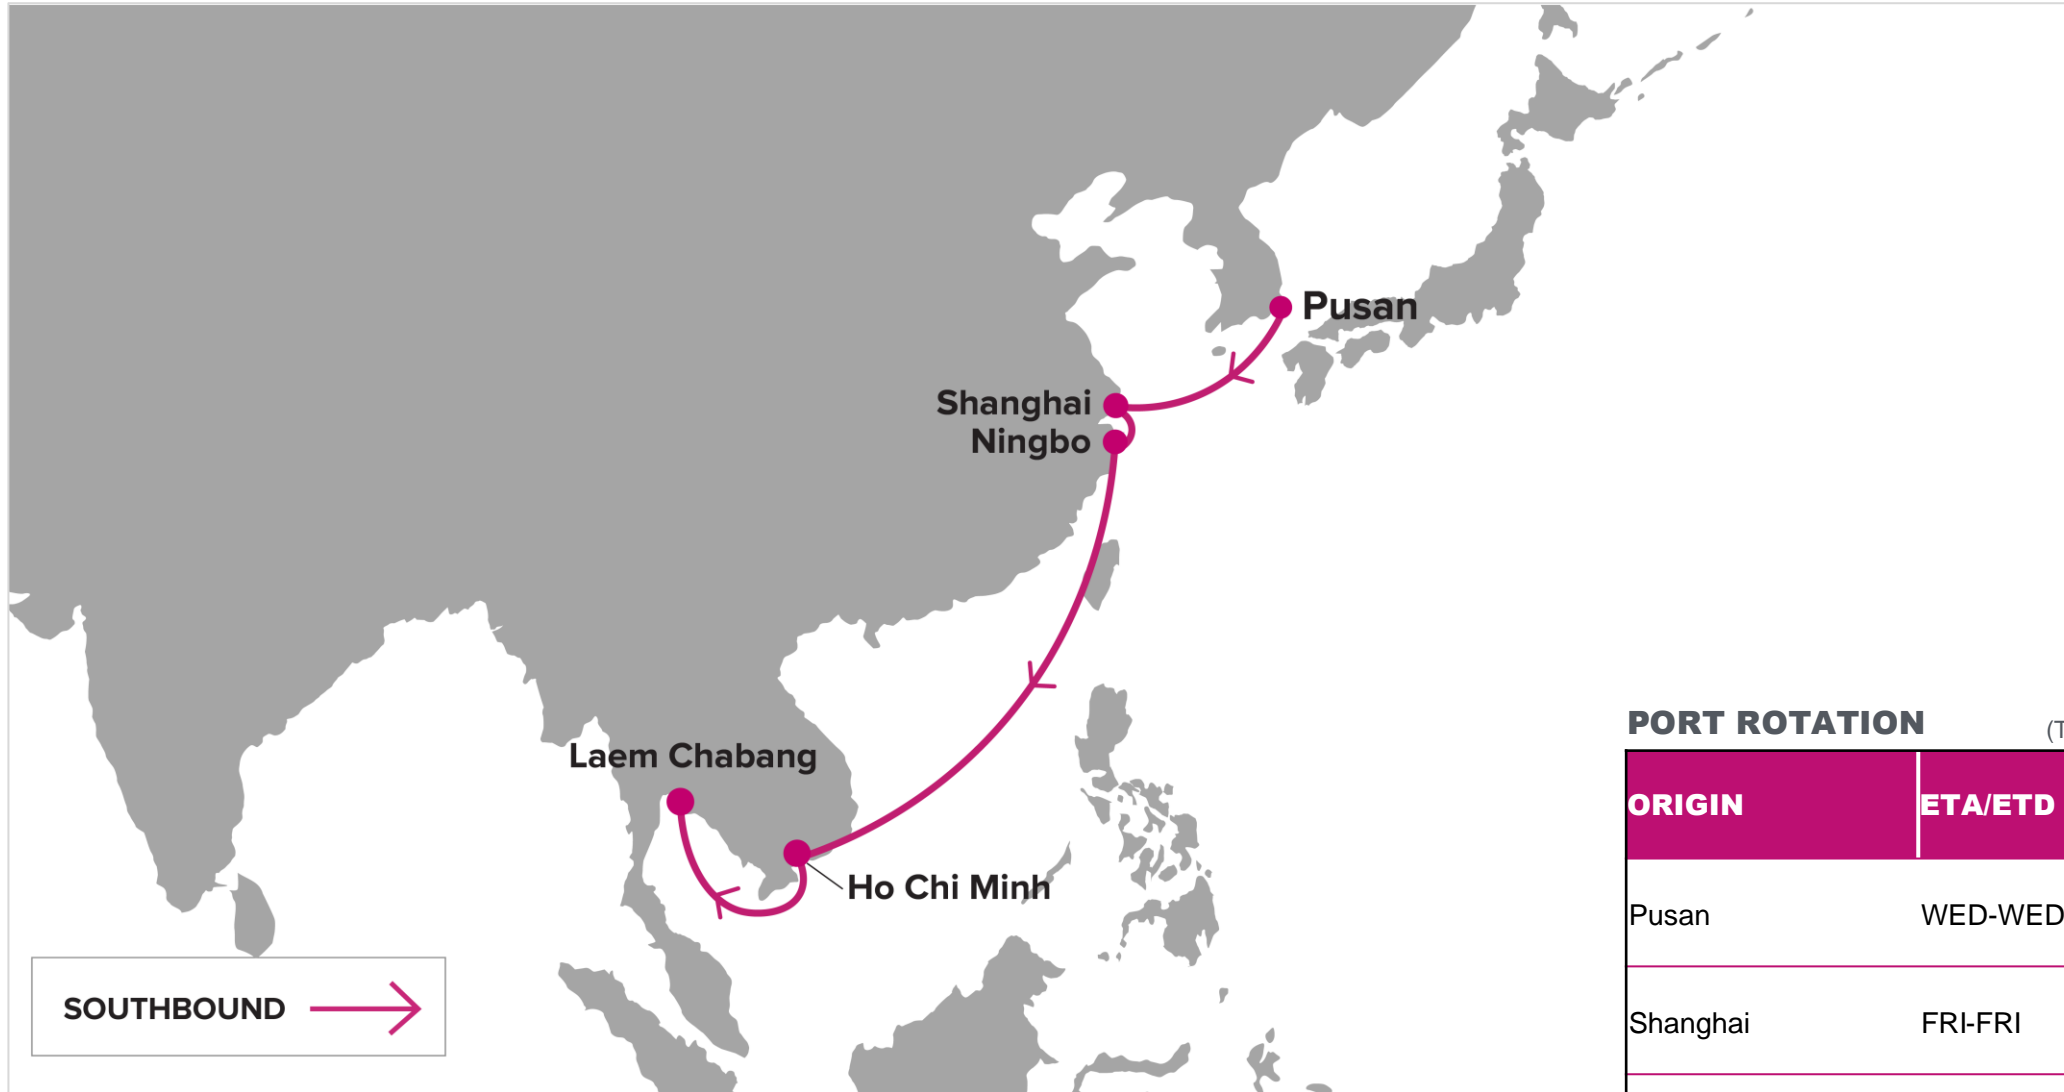 Pusan
Shanghai
Ningbo
Laem Chabang
Ho Chi Minh
SOUTHBOUND
PORT ROTATION (T
ORIGIN ETA/ETD
Pusan WED-WED
Shanghai FRI-FRI